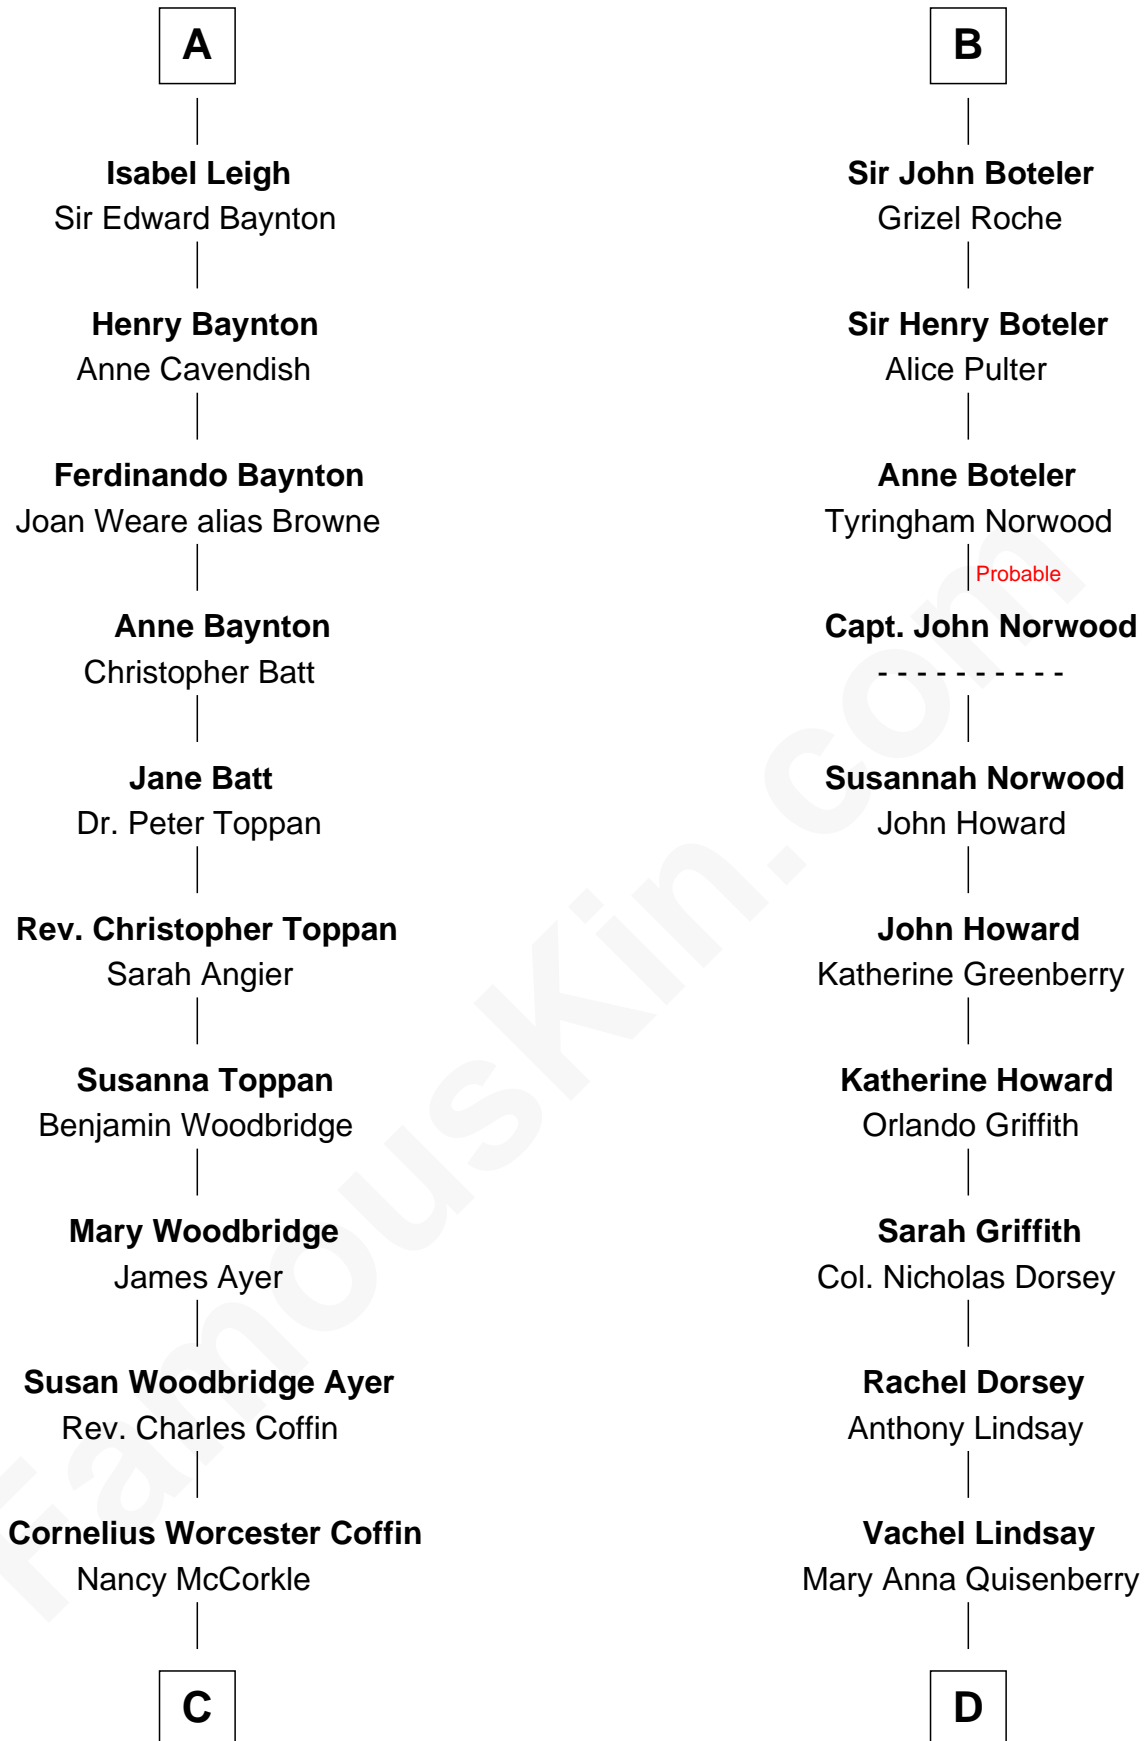 A
Isabel Leigh
Sir Edward Baynton
Henry Baynton
Anne Cavendish
Ferdinando Baynton
Joan Weare alias Browne
Anne Baynton
Christopher Batt
Jane Batt
Dr. Peter Toppan
Rev. Christopher Toppan
Sarah Angier
Susanna Toppan
Benjamin Woodbridge
Mary Woodbridge
James Ayer
Susan Woodbridge Ayer
Rev. Charles Coffin
Cornelius Worcester Coffin
Nancy McCorkle
C
B
Sir John Boteler
Grizel Roche
Sir Henry Boteler
Alice Pulter
Anne Boteler
Tyringham Norwood
Probable
Capt. John Norwood
- - - - - - - - - -
Susannah Norwood
John Howard
John Howard
Katherine Greenberry
Katherine Howard
Orlando Griffith
Sarah Griffith
Col. Nicholas Dorsey
Rachel Dorsey
Anthony Lindsay
Vachel Lindsay
Mary Anna Quisenberry
D
FamousKin.com